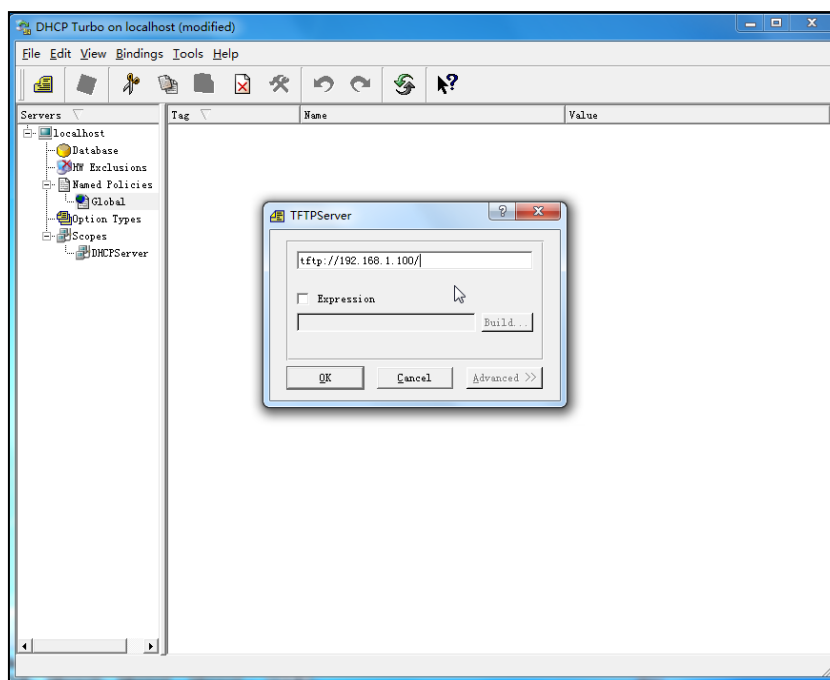 DHCP Turbo on localhost (modified)
File Edit View Bindings Tools Help
Servers Tag Name Value
localhost
Database
HW Exclusions
Named Policies
Global
Option Types
Scopes
DHCPServer
TFTPServer
tftp://192.168.1.100/
Expression
Build...
OK Cancel Advanced >>